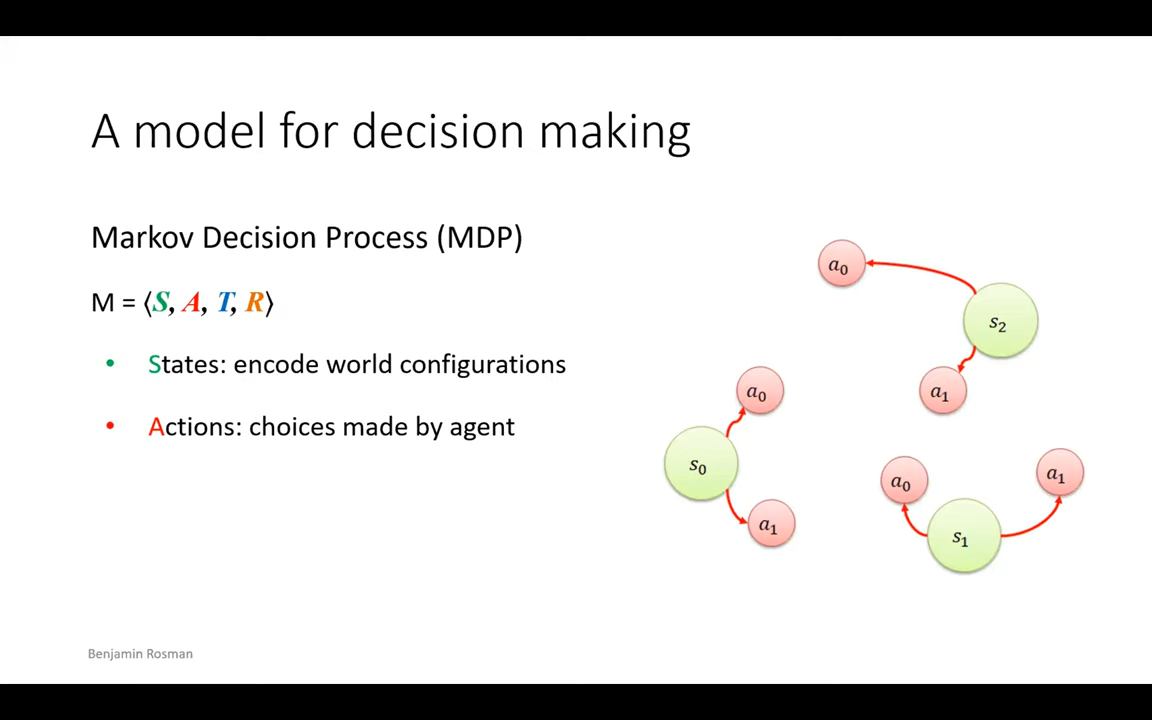 A model for decision making
Markov Decision Process (MDP)
M = ⟨S, A, T, R⟩
• States: encode world configurations
• Actions: choices made by agent
a₀
s₂
a₁
a₀
s₀
a₁
a₀
a₁
s₁
Benjamin Rosman